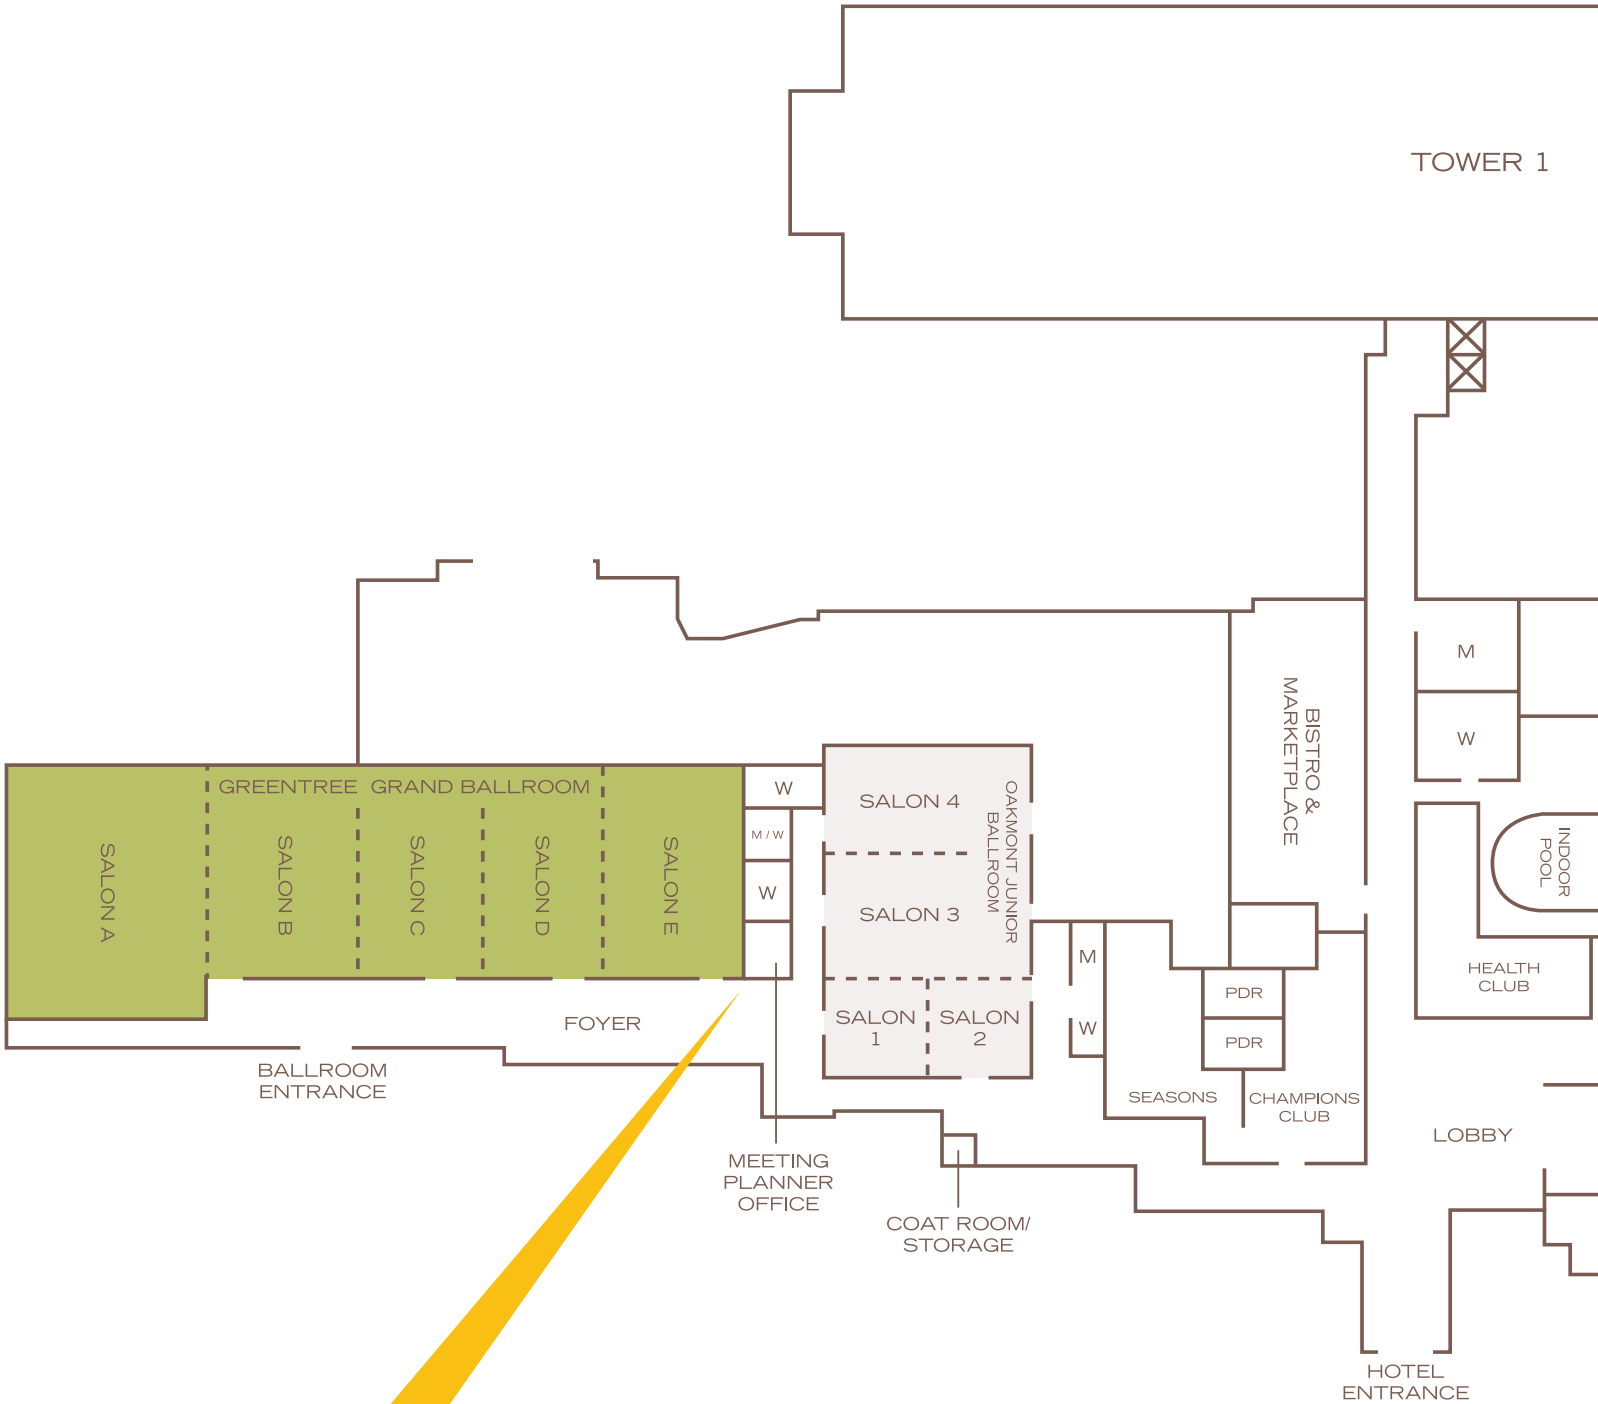 TOWER 1
M
W
BISTRO &
MARKETPLACE
GREENTREE GRAND BALLROOM
SALON A
SALON B
SALON C
SALON D
SALON E
W
M / W
W
SALON 4
OAKMONT JUNIOR
BALLROOM
SALON 3
SALON
1
SALON
2
M
W
INDOOR
POOL
HEALTH
CLUB
PDR
PDR
SEASONS
CHAMPIONS
CLUB
LOBBY
FOYER
BALLROOM
ENTRANCE
MEETING
PLANNER
OFFICE
COAT ROOM/
STORAGE
HOTEL
ENTRANCE